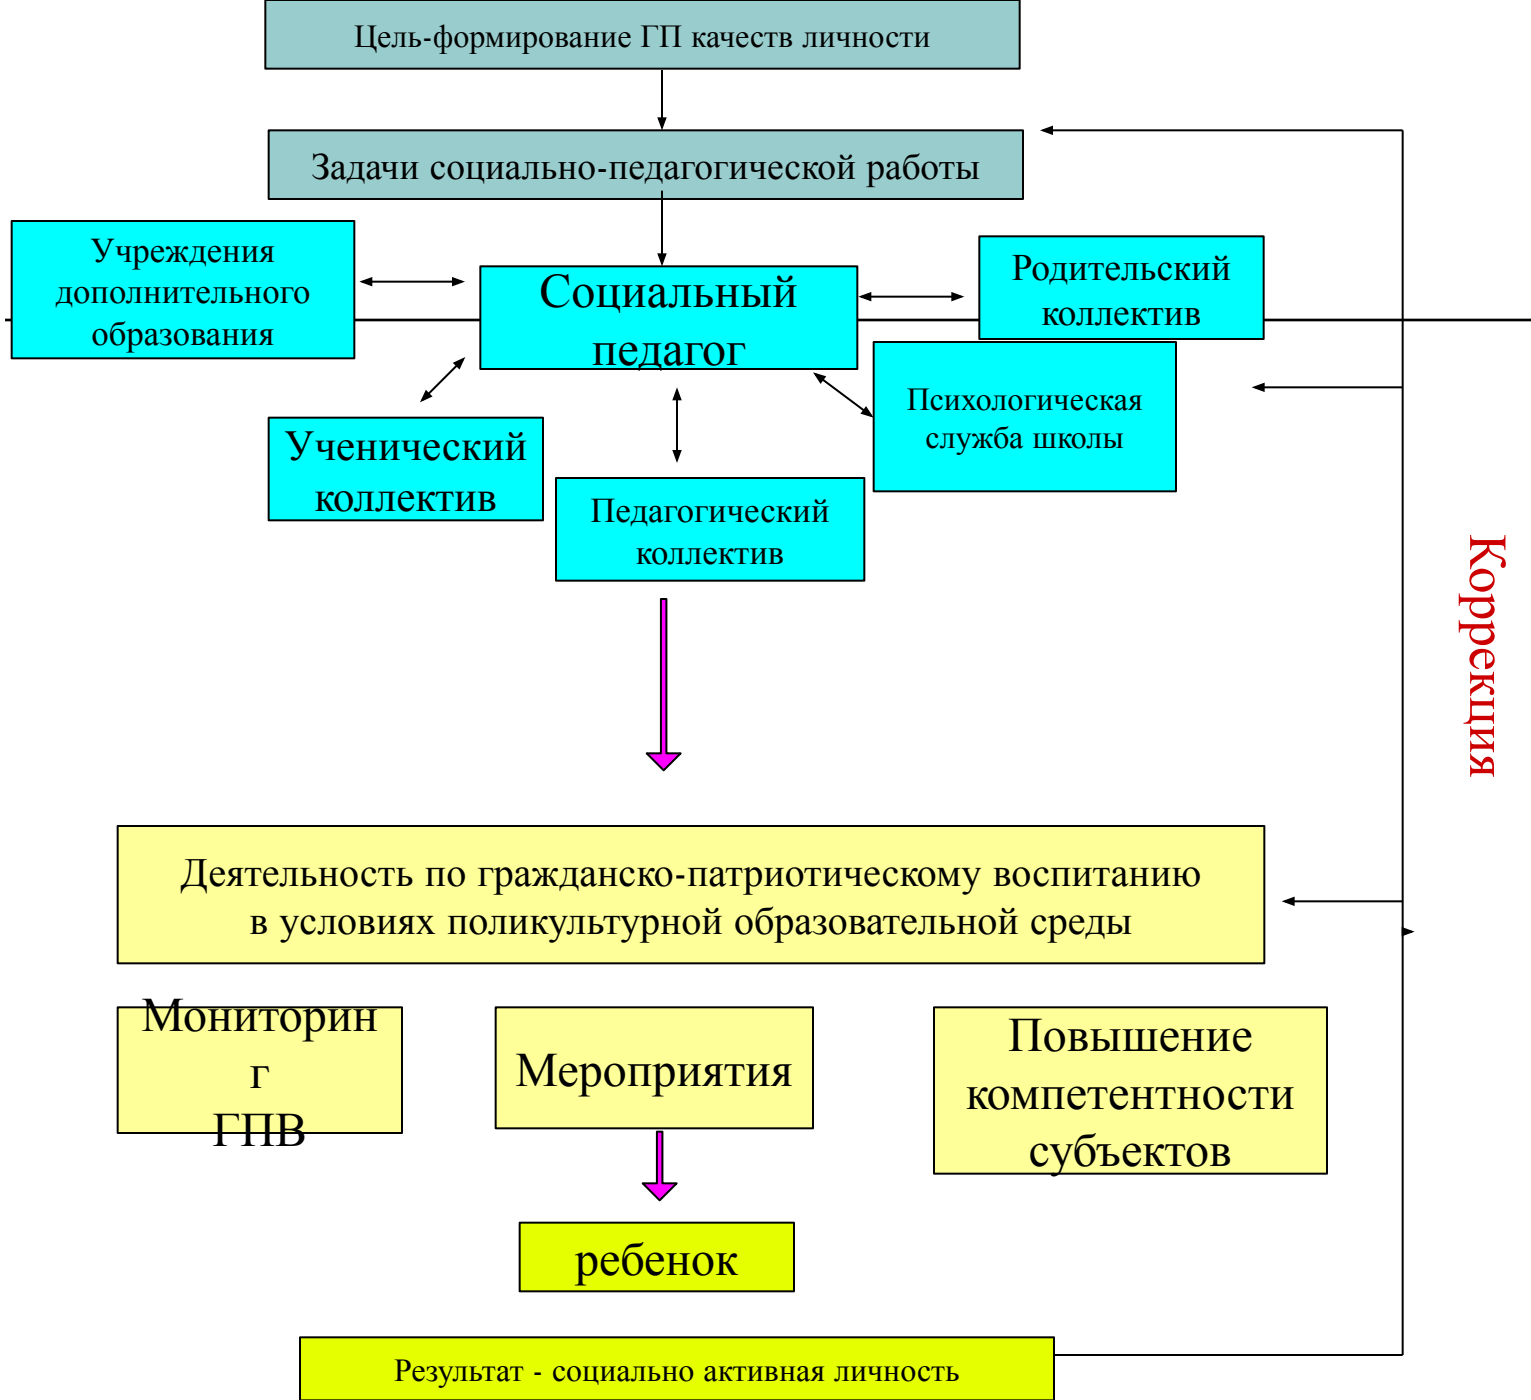 Цель-формирование ГП качеств личности
Задачи социально-педагогической работы
Учреждения
дополнительного
образования
Социальный
педагог
Родительский
коллектив
Психологическая
служба школы
Ученический
коллектив
Педагогический
коллектив
Коррекция
Деятельность по гражданско-патриотическому воспитанию
в условиях поликультурной образовательной среды
Мониторин
г
ГПВ
Мероприятия
Повышение
компетентности
субъектов
ребенок
Результат - социально активная личность